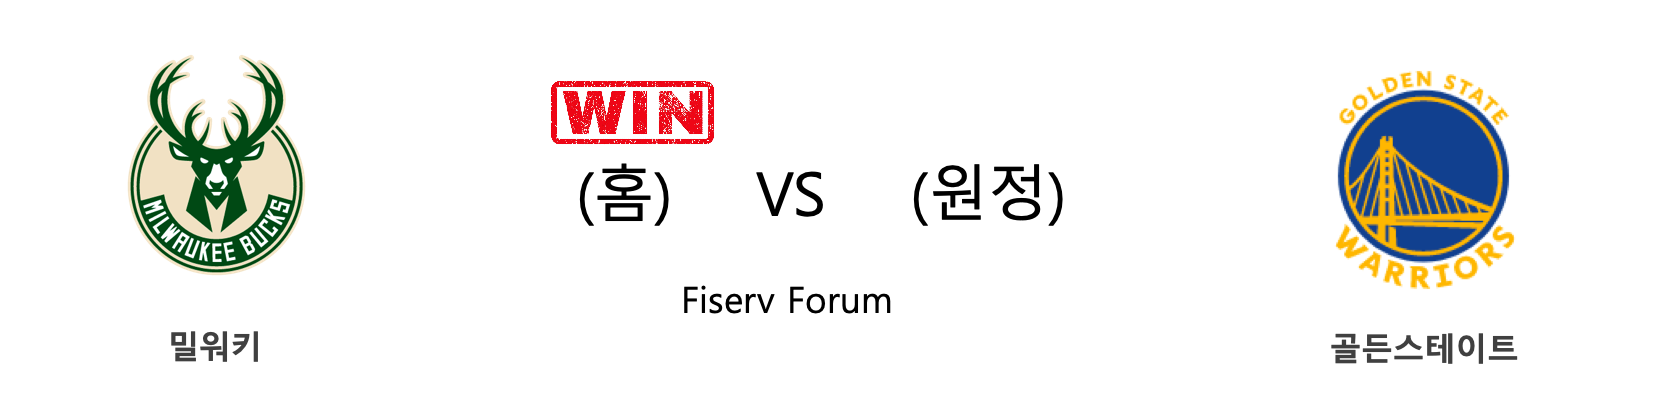 MILWAUKEE BUCKS
밀워키
WIN
(홈) VS (원정)
Fiserv Forum
GOLDEN STATE
WARRIORS
골든스테이트